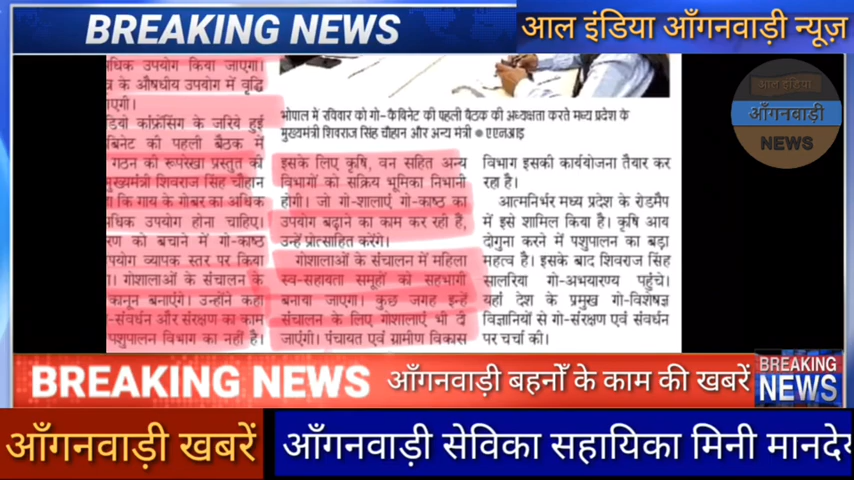 BREAKING NEWS
आल इंडिया आँगनवाड़ी न्यूज़
आल इंडिया
आँगनवाड़ी
NEWS
धिक उपयोग किया जाएगा।
के औषधीय उपयोग में वृद्धि
एगी।
डियो कांफ्रेंसिंग के जरिये हुई
बिनेट की पहली बैठक में
गठन की रूपरेखा प्रस्तुत की
मुख्यमंत्री शिवराज सिंह चौहान
कि गाय के गोबर का अधिक
धिक उपयोग होना चाहिए।
रण को बचाने में गो-काष्ठ
पयोग व्यापक स्तर पर किया
गा। गोशालाओं के संचालन के
कानून बनाएंगे। उन्होंने कहा
-संवर्धन और संरक्षण का काम
पशुपालन विभाग का नहीं है।
भोपाल में रविवार को गो-कैबिनेट की पहली बैठक की अध्यक्षता करते मध्य प्रदेश के
मुख्यमंत्री शिवराज सिंह चौहान और अन्य मंत्री ● एएनआइ
इसके लिए कृषि, वन सहित अन्य
विभागों को सक्रिय भूमिका निभानी
होगी। जो गो-शालाएं गो-काष्ठ का
उपयोग बढ़ाने का काम कर रही हैं,
उन्हें प्रोत्साहित करेंगे।
गोशालाओं के संचालन में महिला
स्व-सहायता समूहों को सहभागी
बनाया जाएगा। कुछ जगह इन्हें
संचालन के लिए गोशालाएं भी दी
जाएंगी। पंचायत एवं ग्रामीण विकास
विभाग इसकी कार्ययोजना तैयार कर
रहा है।
आत्मनिर्भर मध्य प्रदेश के रोडमैप
में इसे शामिल किया है। कृषि आय
दोगुना करने में पशुपालन का बड़ा
महत्व है। इसके बाद शिवराज सिंह
सालरिया गो-अभयारण्य पहुंचे।
यहां देश के प्रमुख गो-विशेषज्ञ
विज्ञानियों से गो-संरक्षण एवं संवर्धन
पर चर्चा की।
BREAKING NEWS
आँगनवाड़ी बहनोँ के काम की खबरें
BREAKING
NEWS
आँगनवाड़ी खबरें
आँगनवाड़ी सेविका सहायिका मिनी मानदेय